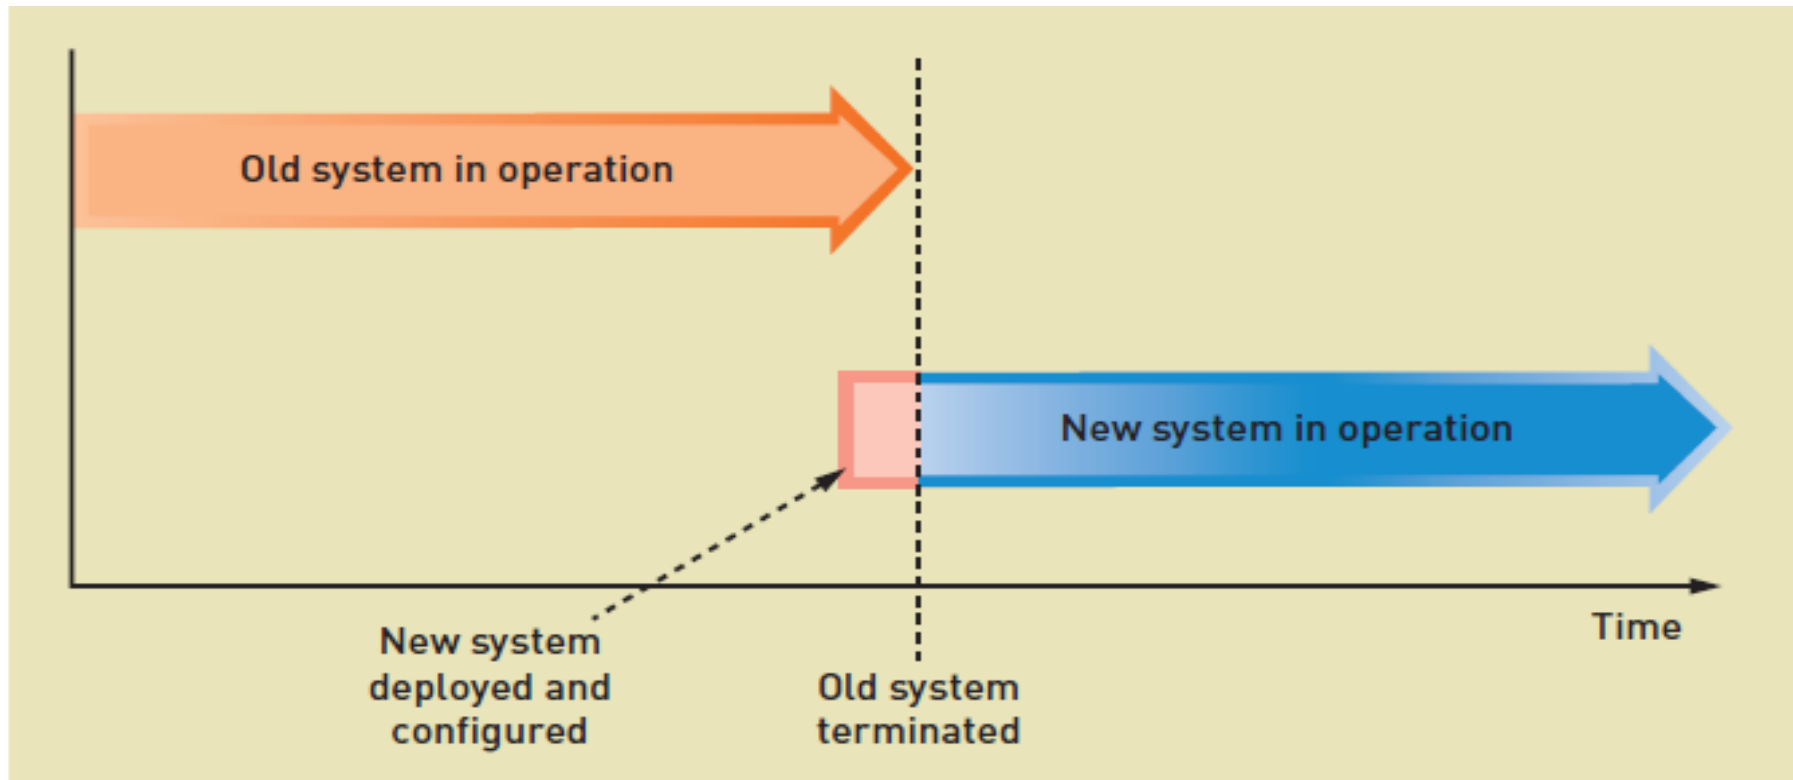 Old system in operation
New system in operation
Time
New system
deployed and
configured
Old system
terminated